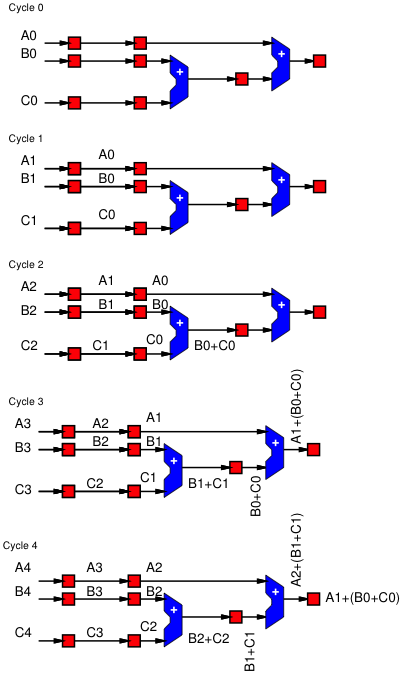 Cycle 0
A0
B0
+
+
C0
Cycle 1
A1 A0
B1 B0
+
+
C1 C0
Cycle 2
A2 A1 A0
B2 B1 B0
+
+
C2 C1 C0 B0+C0
Cycle 3
A3 A2 A1
B3 B2 B1
+
+
A1+(B0+C0)
C3 C2 C1 B1+C1
B0+C0
Cycle 4
A4 A3 A2
B4 B3 B2
+
+
A2+(B1+C1)
A1+(B0+C0)
C4 C3 C2 B2+C2
B1+C1